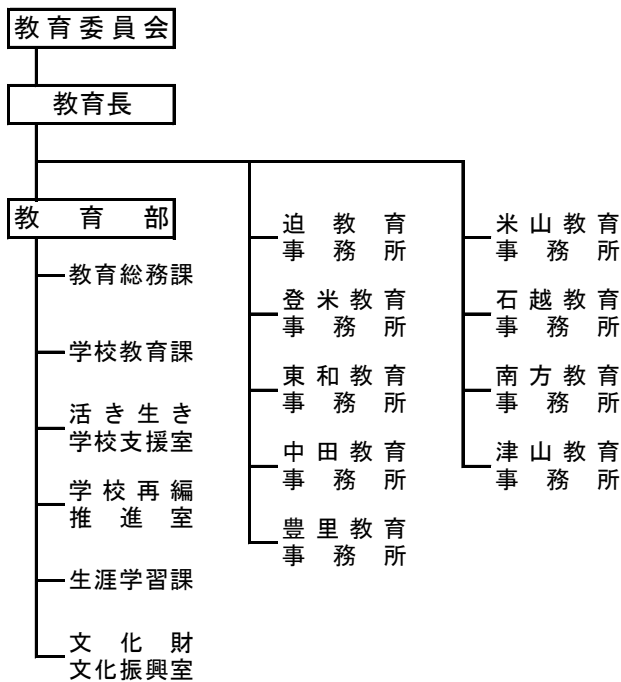 教育委員会
教育長
教育部
教育総務課
学校教育課
活き生き
学校支援室
学校再編
推進室
生涯学習課
文化財
文化振興室
迫教育
事務所
登米教育
事務所
東和教育
事務所
中田教育
事務所
豊里教育
事務所
米山教育
事務所
石越教育
事務所
南方教育
事務所
津山教育
事務所